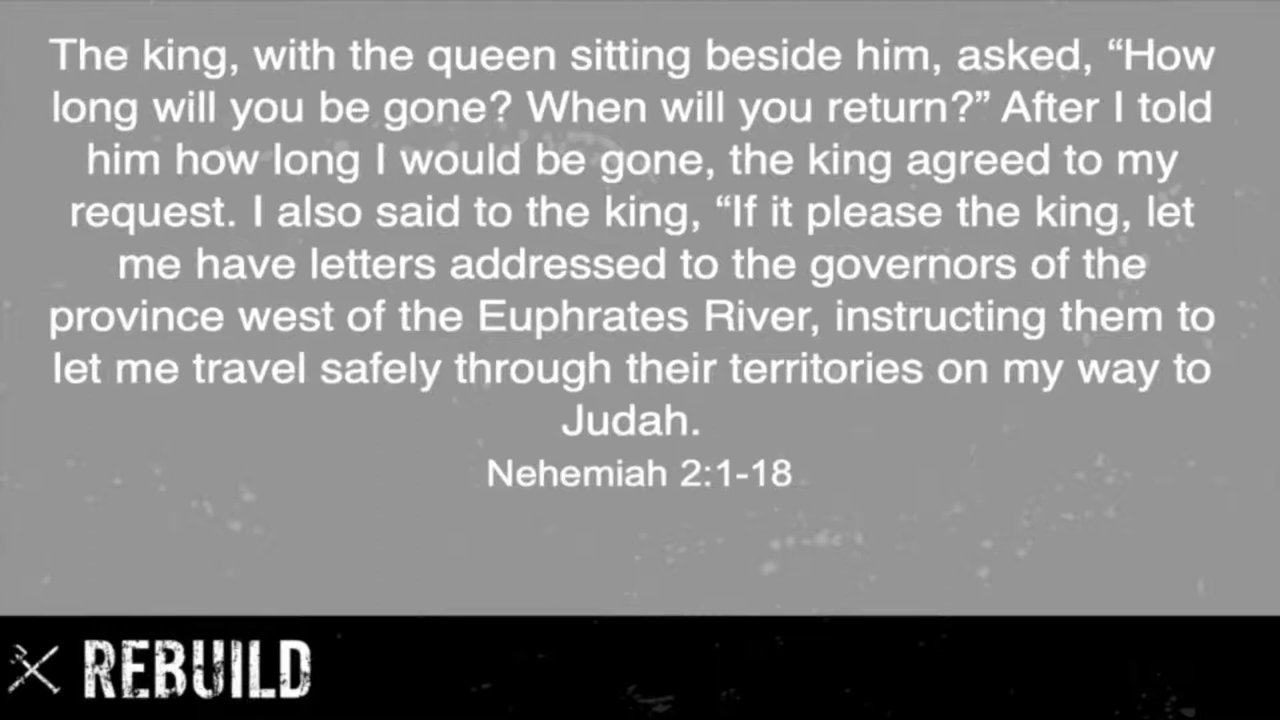 The king, with the queen sitting beside him, asked, “How
long will you be gone? When will you return?” After I told
him how long I would be gone, the king agreed to my
request. I also said to the king, “If it please the king, let
me have letters addressed to the governors of the
province west of the Euphrates River, instructing them to
let me travel safely through their territories on my way to
Judah.
Nehemiah 2:1-18
REBUILD